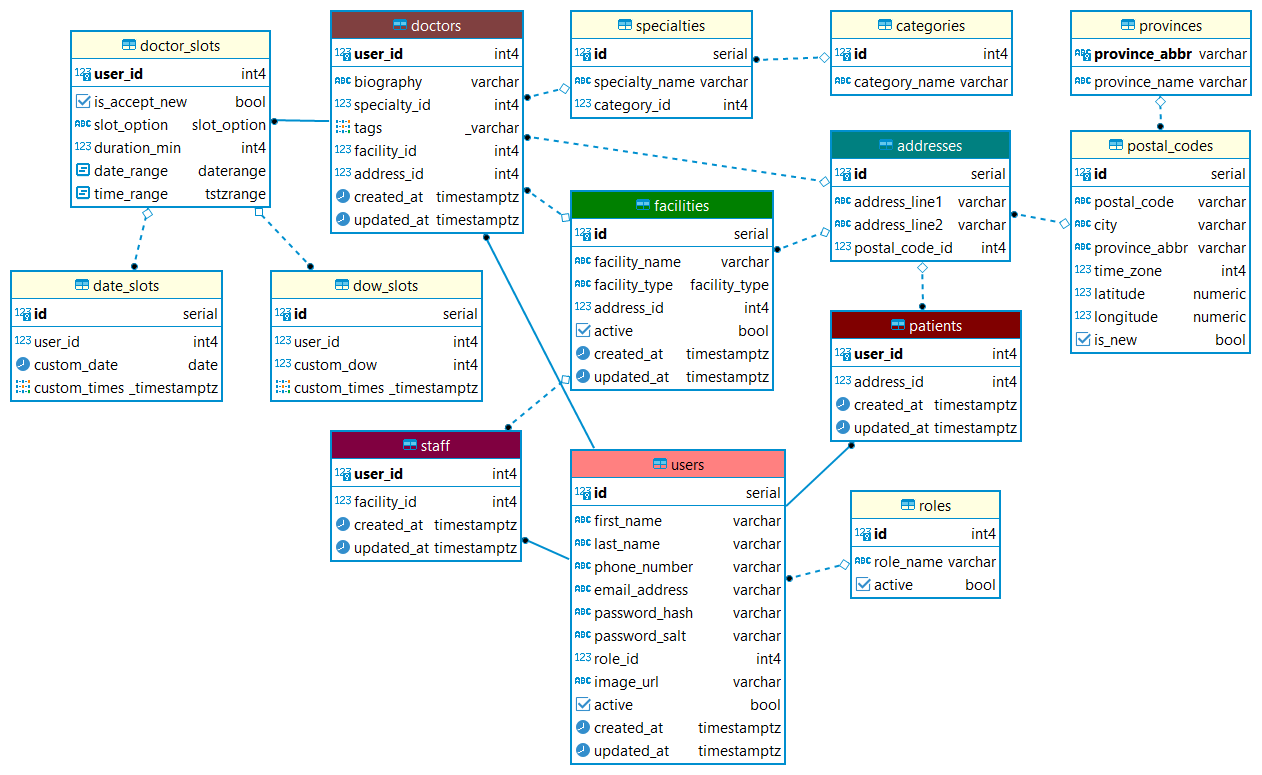 doctor_slots
user_id int4
is_accept_new bool
slot_option slot_option
duration_min int4
date_range daterange
time_range tstzrange
doctors
user_id int4
biography varchar
specialty_id int4
tags _varchar
facility_id int4
address_id int4
created_at timestamptz
updated_at timestamptz
specialties
id serial
specialty_name varchar
category_id int4
categories
id int4
category_name varchar
provinces
province_abbr varchar
province_name varchar
addresses
id serial
address_line1 varchar
address_line2 varchar
postal_code_id int4
postal_codes
id serial
postal_code varchar
city varchar
province_abbr varchar
time_zone int4
latitude numeric
longitude numeric
is_new bool
facilities
id serial
facility_name varchar
facility_type facility_type
address_id int4
active bool
created_at timestamptz
updated_at timestamptz
date_slots
id serial
user_id int4
custom_date date
custom_times _timestamptz
dow_slots
id serial
user_id int4
custom_dow int4
custom_times _timestamptz
patients
user_id int4
address_id int4
created_at timestamptz
updated_at timestamptz
staff
user_id int4
facility_id int4
created_at timestamptz
updated_at timestamptz
users
id serial
first_name varchar
last_name varchar
phone_number varchar
email_address varchar
password_hash varchar
password_salt varchar
role_id int4
image_url varchar
active bool
created_at timestamptz
updated_at timestamptz
roles
id int4
role_name varchar
active bool